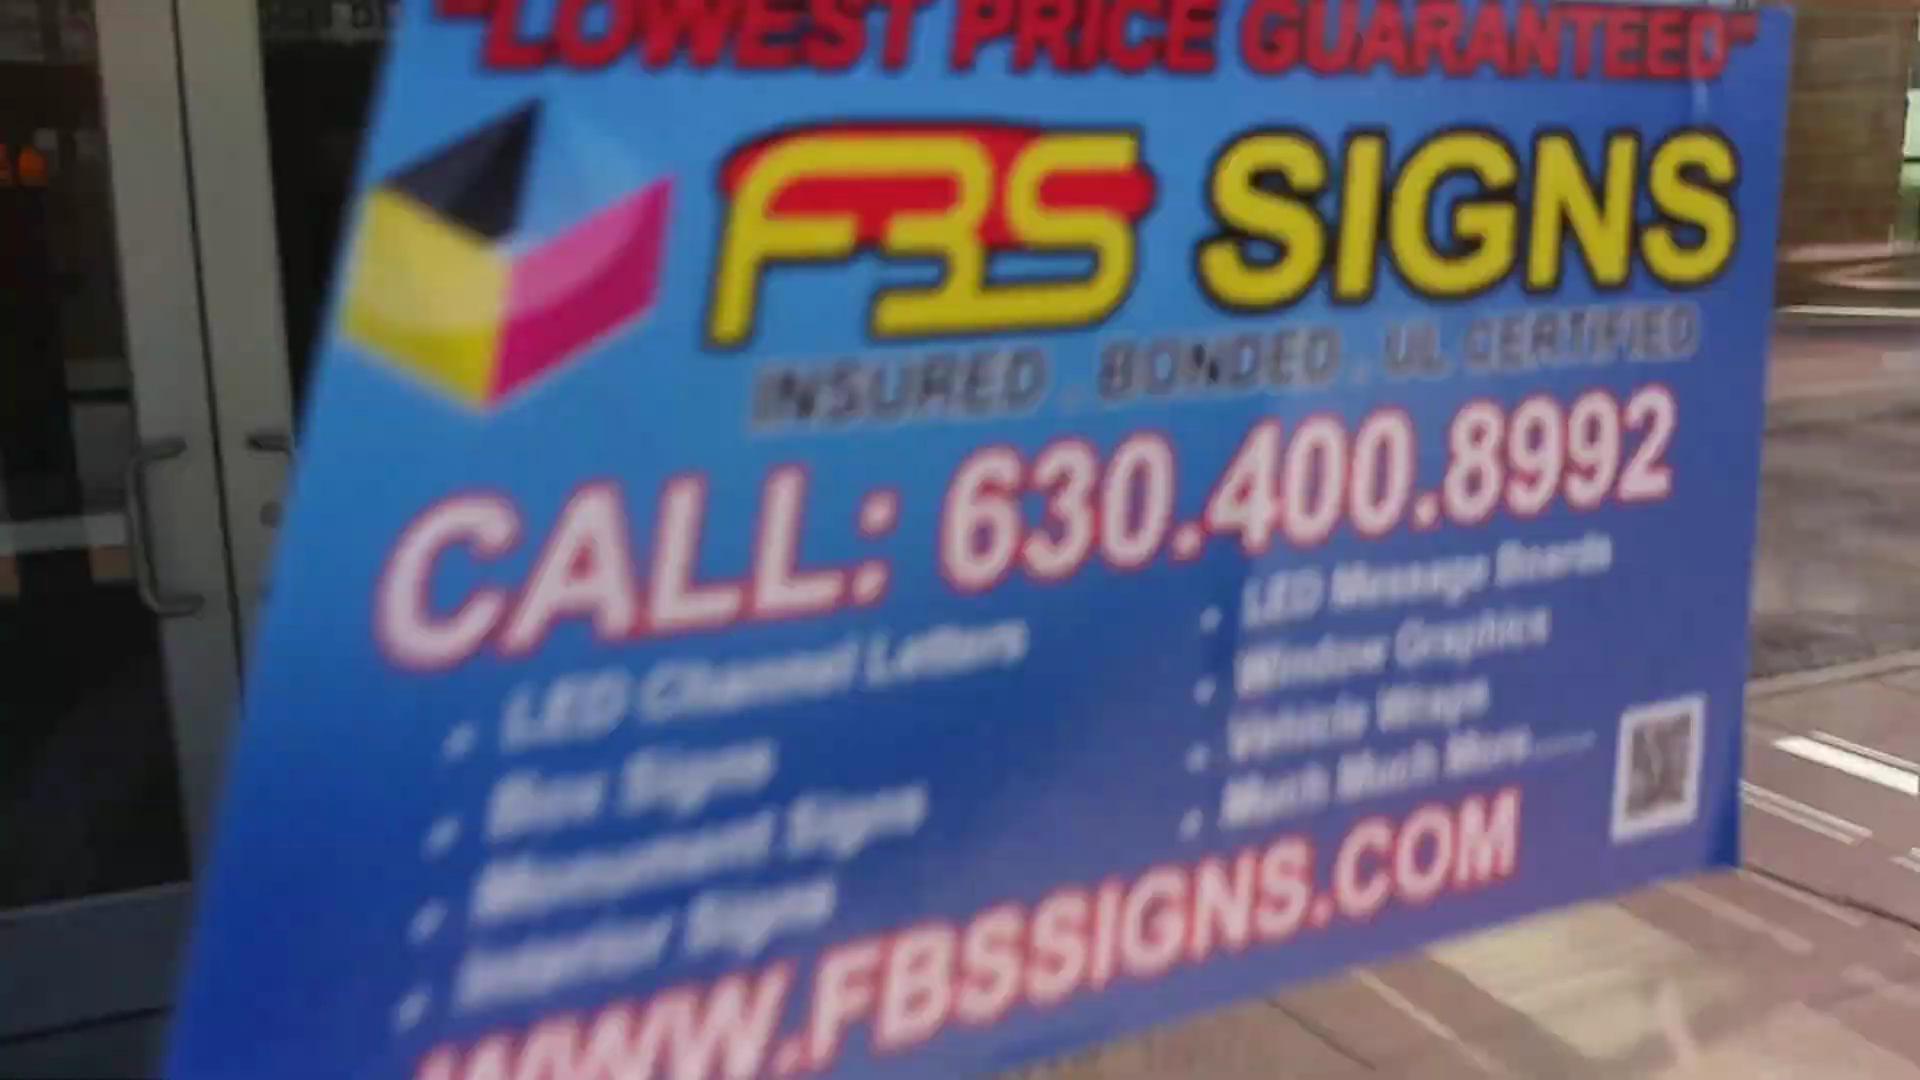 "LOWEST PRICE GUARANTEED"
FBS SIGNS
INSURED . BONDED . UL CERTIFIED
CALL: 630.400.8992
• LED Channel Letters
• Box Signs
• Monument Signs
• Interior Signs
• LED Message Boards
• Window Graphics
• Vehicle Wraps
• Much Much More......
WWW.FBSSIGNS.COM